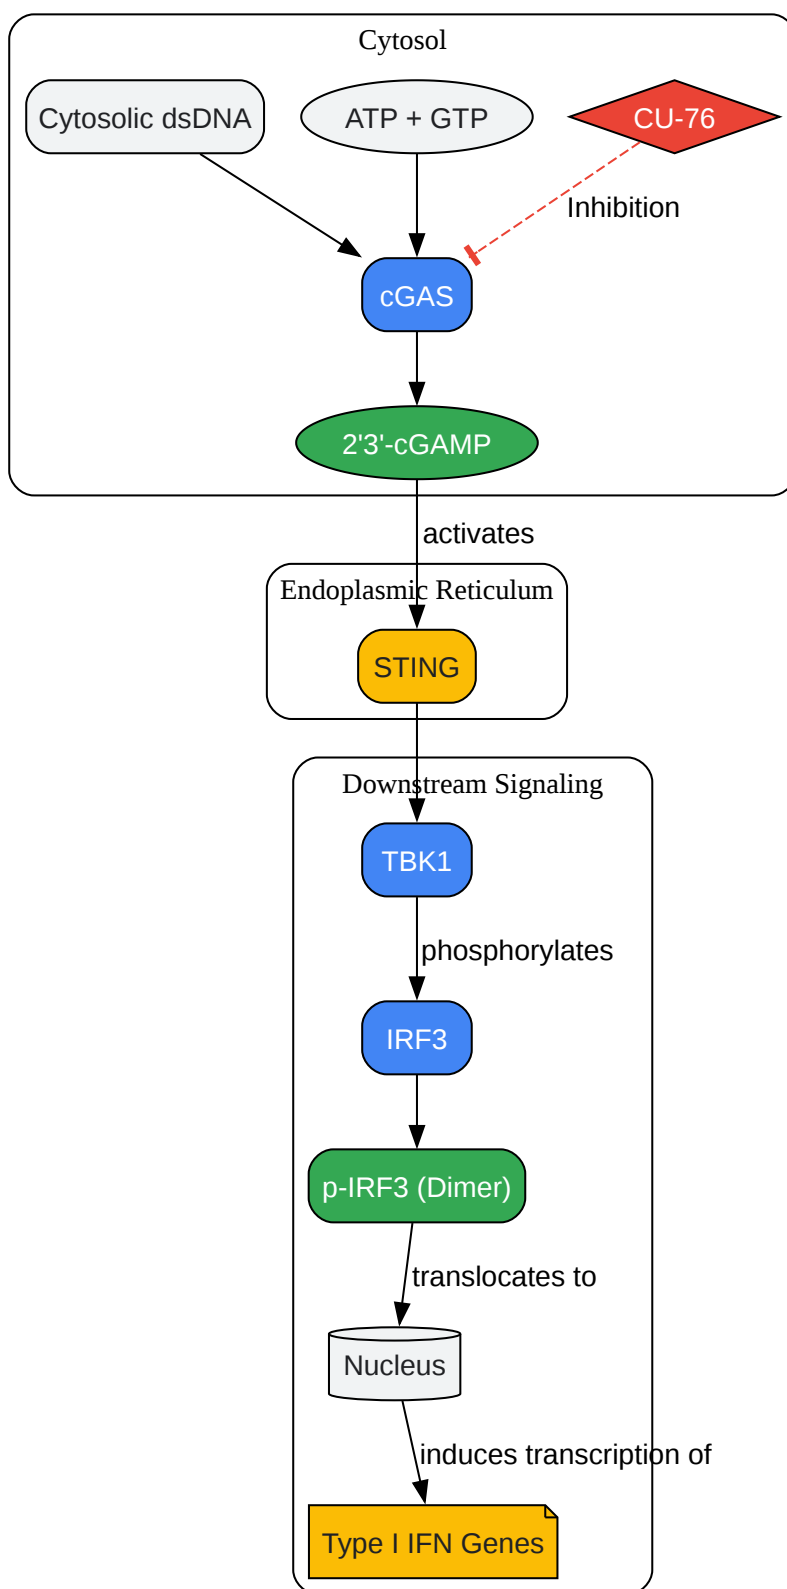 Cytosol
Cytosolic dsDNA
ATP + GTP
CU-76
Inhibition
cGAS
2'3'-cGAMP
activates
Endoplasmic Reticulum
STING
Downstream Signaling
TBK1
phosphorylates
IRF3
p-IRF3 (Dimer)
translocates to
Nucleus
induces transcription of
Type I IFN Genes